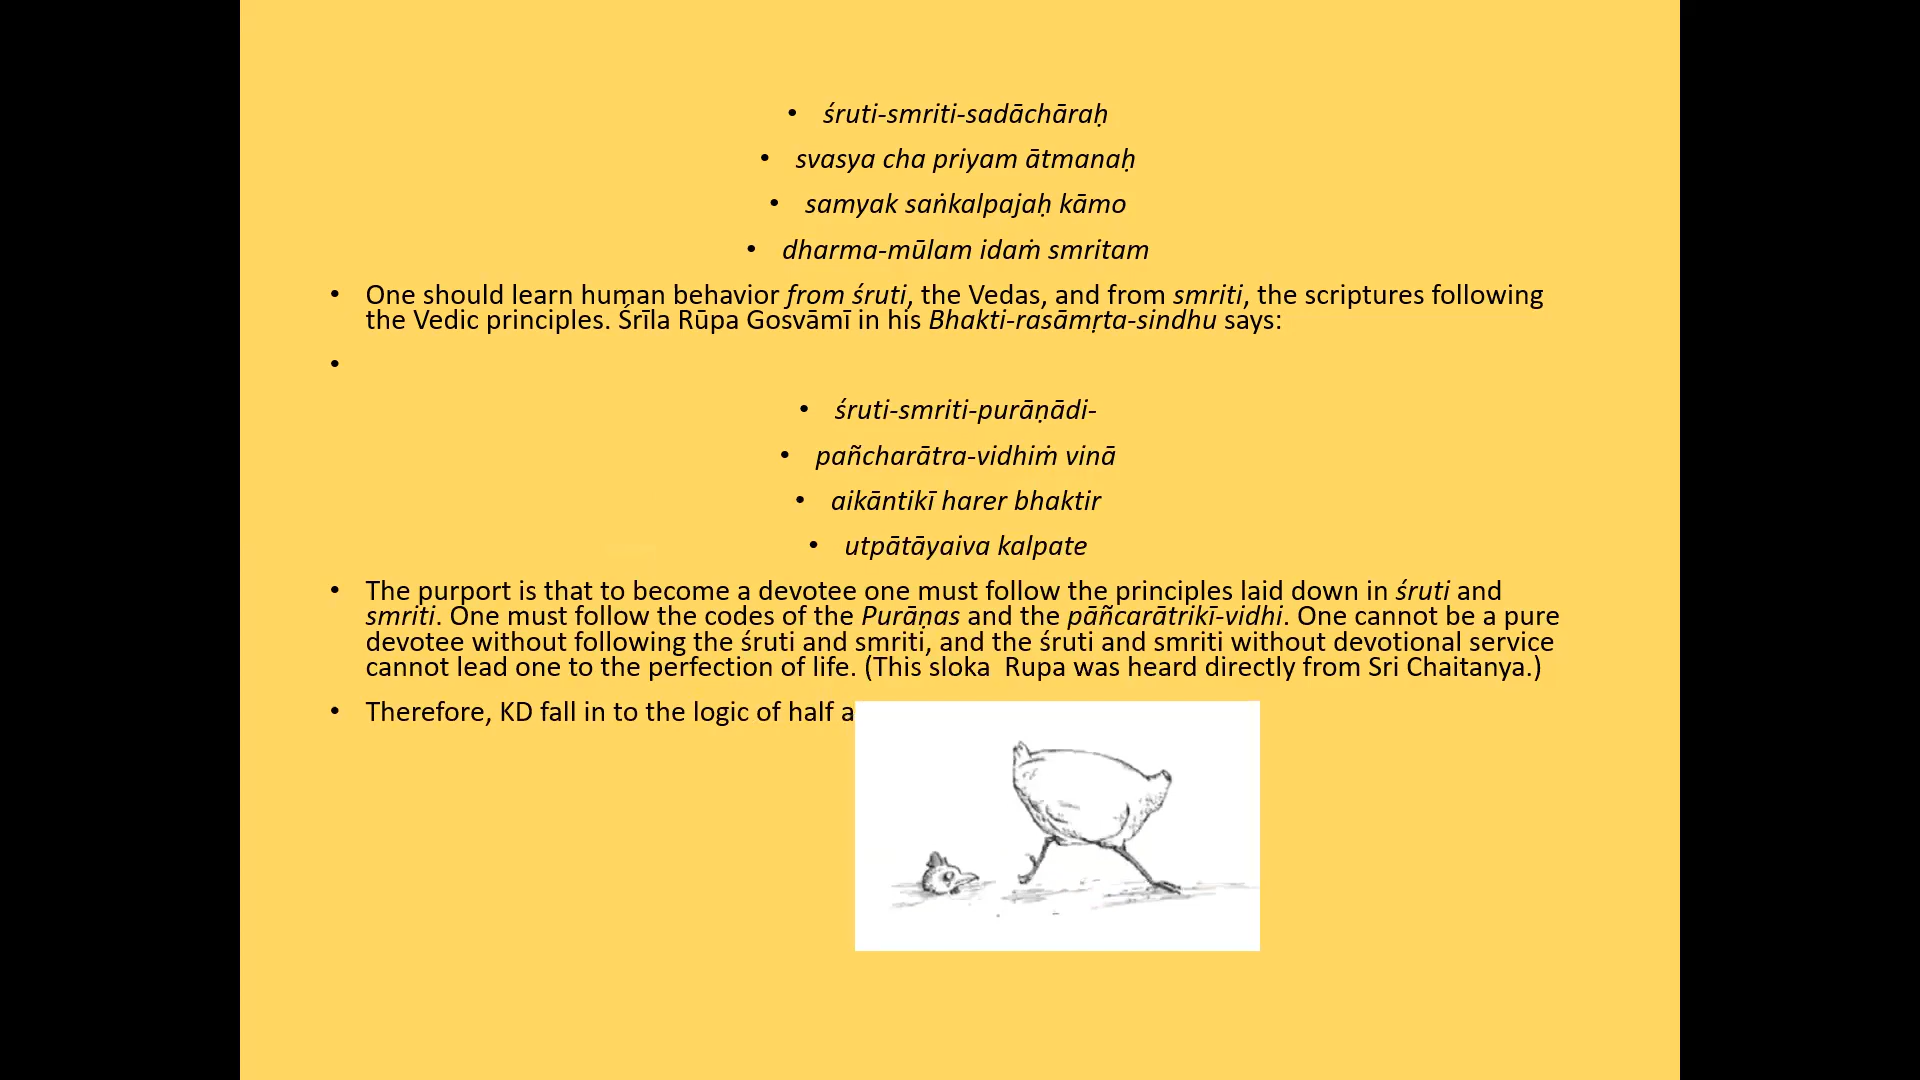 • śruti-smriti-sadāchāraḥ
• svasya cha priyam ātmanaḥ
• samyak saṅkalpajaḥ kāmo
• dharma-mūlam idaṁ smritam
• One should learn human behavior from śruti, the Vedas, and from smriti, the scriptures following
the Vedic principles. Śrīla Rūpa Gosvāmī in his Bhakti-rasāmṛta-sindhu says:
•
• śruti-smriti-purāṇādi-
• pañcharātra-vidhiṁ vinā
• aikāntikī harer bhaktir
• utpātāyaiva kalpate
• The purport is that to become a devotee one must follow the principles laid down in śruti and
smriti. One must follow the codes of the Purāṇas and the pāñcarātrikī-vidhi. One cannot be a pure
devotee without following the śruti and smriti, and the śruti and smriti without devotional service
cannot lead one to the perfection of life. (This sloka  Rupa was heard directly from Sri Chaitanya.)
• Therefore, KD fall in to the logic of half a